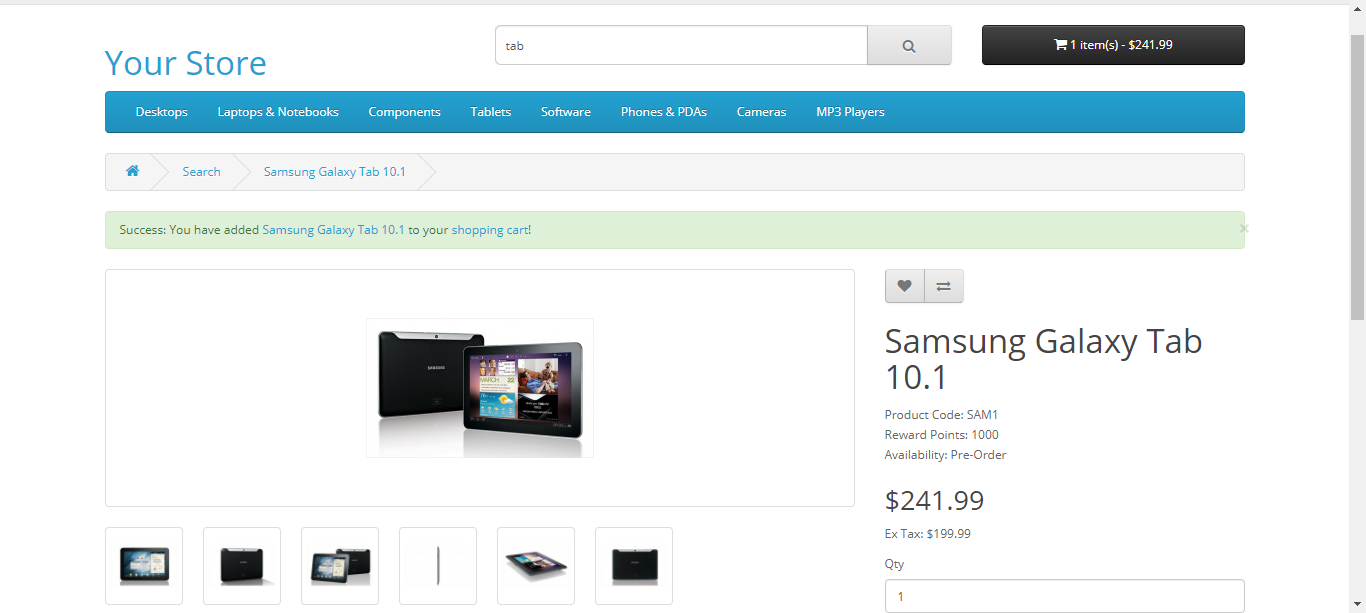 tab
1 item(s) - $241.99
Your Store
Desktops Laptops & Notebooks Components Tablets Software Phones & PDAs Cameras MP3 Players
Search Samsung Galaxy Tab 10.1
Success: You have added Samsung Galaxy Tab 10.1 to your shopping cart!
×
SAMSUNG
MARCH 22
Samsung Galaxy Tab
10.1
Product Code: SAM1
Reward Points: 1000
Availability: Pre-Order
$241.99
Ex Tax: $199.99
Qty
1